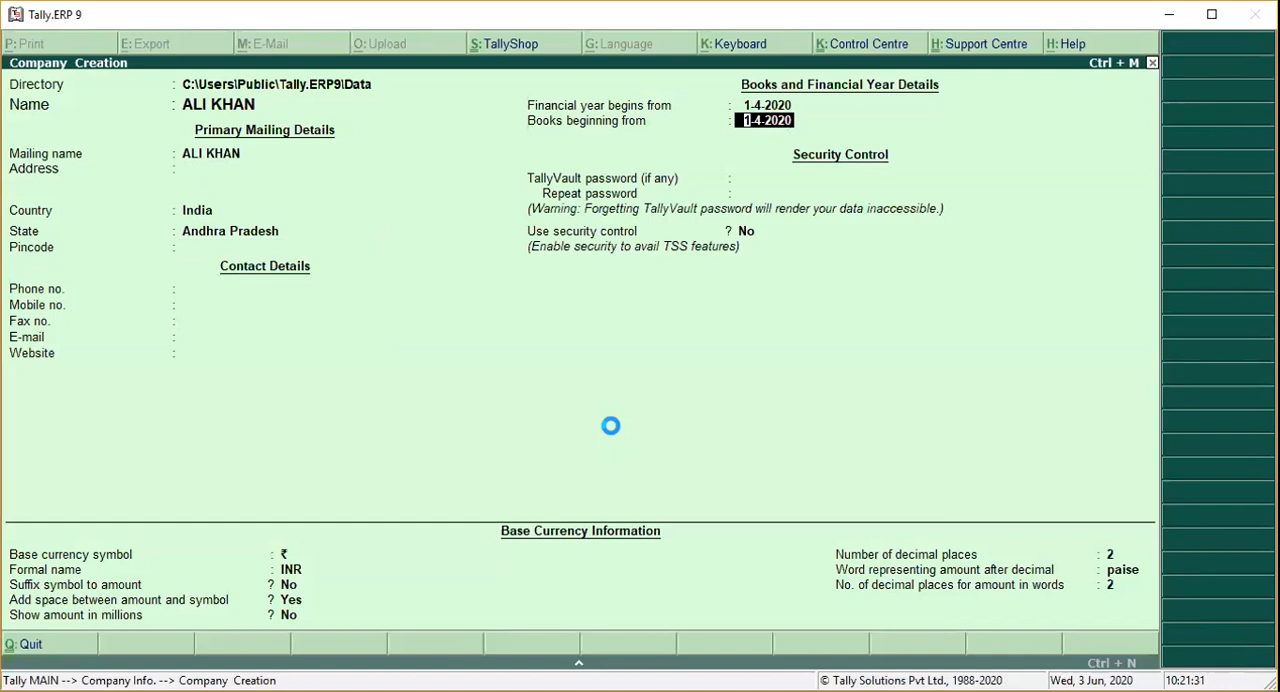 Tally.ERP 9
P: Print E: Export M: E-Mail O: Upload S: TallyShop G: Language K: Keyboard K: Control Centre H: Support Centre H: Help
Company Creation Ctrl + M
Directory : C:\Users\Public\Tally.ERP9\Data
Name : ALI KHAN
Primary Mailing Details
Mailing name : ALI KHAN
Address :
Country : India
State : Andhra Pradesh
Pincode :
Contact Details
Phone no. :
Mobile no. :
Fax no. :
E-mail :
Website :
Books and Financial Year Details
Financial year begins from : 1-4-2020
Books beginning from : 1-4-2020
Security Control
TallyVault password (if any) :
Repeat password :
(Warning: Forgetting TallyVault password will render your data inaccessible.)
Use security control ? No
(Enable security to avail TSS features)
Base Currency Information
Base currency symbol : ₹
Formal name : INR
Suffix symbol to amount ? No
Add space between amount and symbol ? Yes
Show amount in millions ? No
Number of decimal places : 2
Word representing amount after decimal : paise
No. of decimal places for amount in words : 2
Q: Quit
Ctrl + N
Tally MAIN --> Company Info. --> Company Creation © Tally Solutions Pvt Ltd., 1988-2020 Wed, 3 Jun, 2020 10:21:31